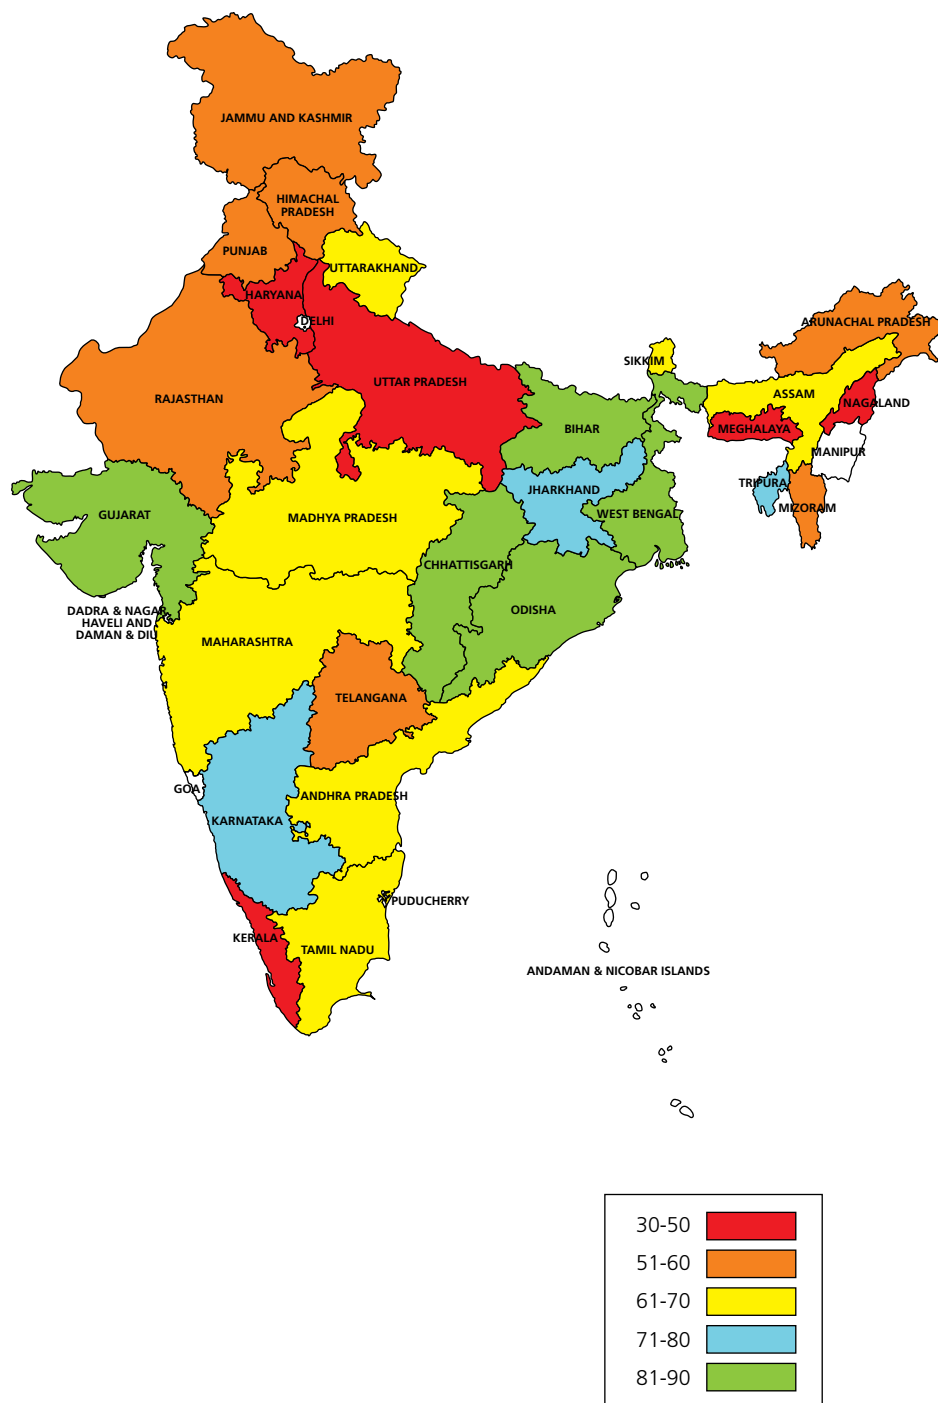 JAMMU AND KASHMIR
HIMACHAL
PRADESH
PUNJAB
UTTARAKHAND
HARYANA
DELHI
ARUNACHAL PRADESH
SIKKIM
UTTAR PRADESH
RAJASTHAN
ASSAM
NAGALAND
BIHAR
MEGHALAYA
MANIPUR
TRIPURA
JHARKHAND
MIZORAM
GUJARAT
WEST BENGAL
MADHYA PRADESH
CHHATTISGARH
DADRA & NAGAR
HAVELI AND
DAMAN & DIU
ODISHA
MAHARASHTRA
TELANGANA
GOA
ANDHRA PRADESH
KARNATAKA
PUDUCHERRY
KERALA
TAMIL NADU
ANDAMAN & NICOBAR ISLANDS
30-50
51-60
61-70
71-80
81-90